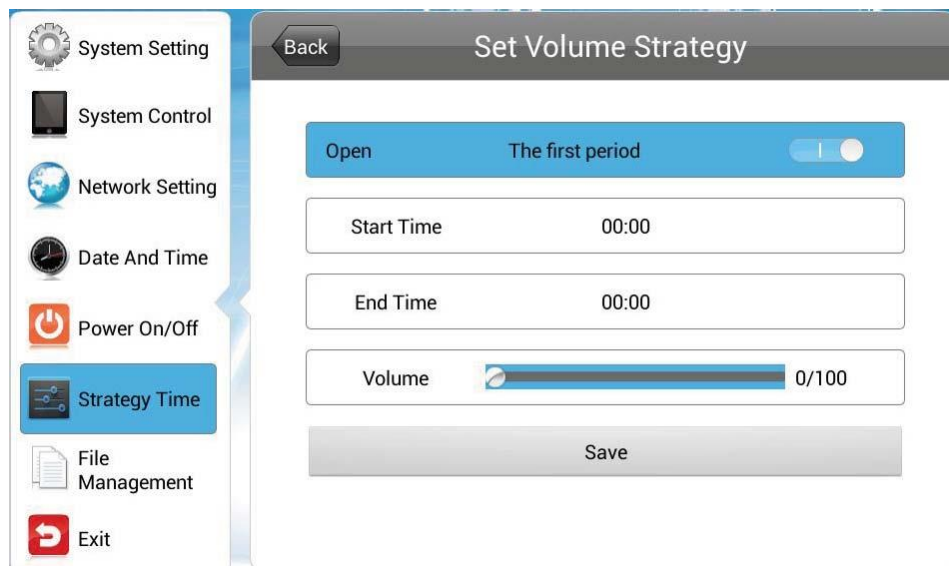 System Setting
System Control
Network Setting
Date And Time
Power On/Off
Strategy Time
File
Management
Exit
Back
Set Volume Strategy
Open The first period
Start Time 00:00
End Time 00:00
Volume 0/100
Save